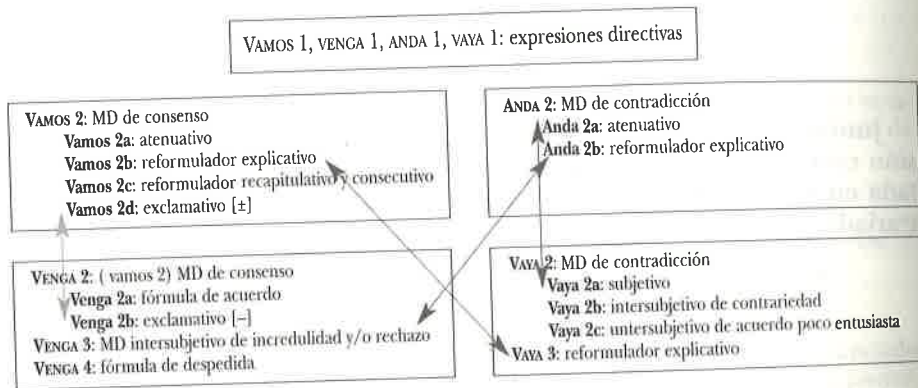 VAMOS 1, VENGA 1, ANDA 1, VAYA 1: expresiones directivas
VAMOS 2: MD de consenso
Vamos 2a: atenuativo
Vamos 2b: reformulador explicativo
Vamos 2c: reformulador recapitulativo y consecutivo
Vamos 2d: exclamativo [±]
ANDA 2: MD de contradicción
Anda 2a: atenuativo
Anda 2b: reformulador explicativo
VENGA 2: ( vamos 2) MD de consenso
Venga 2a: fórmula de acuerdo
Venga 2b: exclamativo [–]
VENGA 3: MD intersubjetivo de incredulidad y/o rechazo
VENGA 4: fórmula de despedida
VAYA 2: MD de contradicción
Vaya 2a: subjetivo
Vaya 2b: intersubjetivo de contrariedad
Vaya 2c: untersubjetivo de acuerdo poco entusiasta
VAYA 3: reformulador explicativo